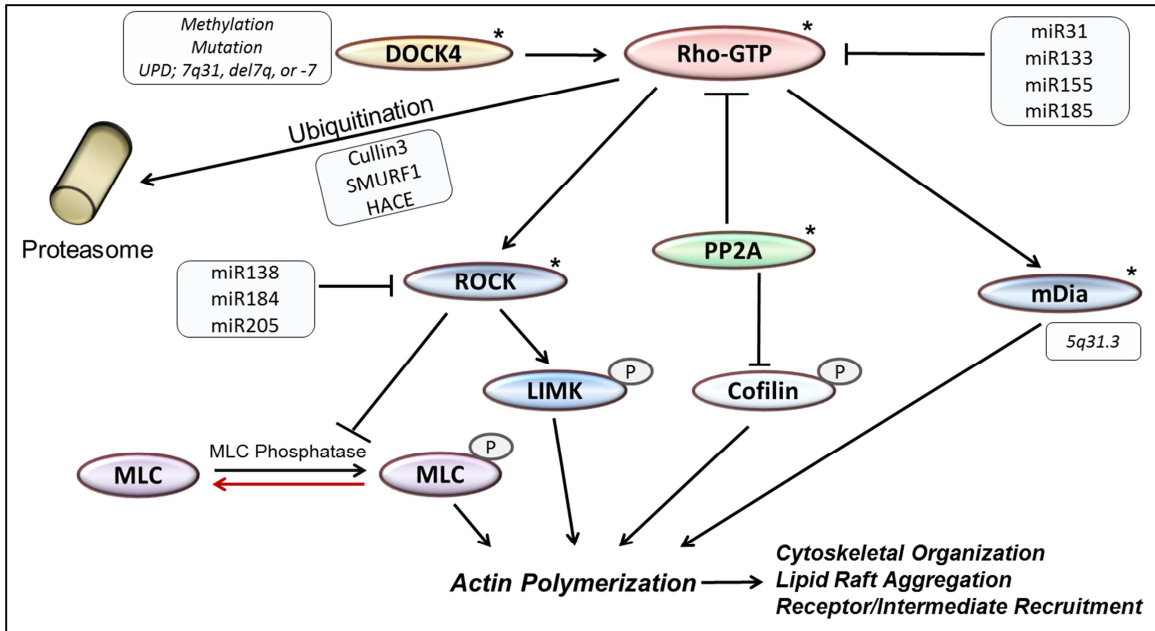 Methylation
Mutation
UPD; 7q31, del7q, or -7
DOCK4
*
Rho-GTP
*
miR31
miR133
miR155
miR185
Ubiquitination
Cullin3
SMURF1
HACE
Proteasome
miR138
miR184
miR205
ROCK
*
PP2A
*
mDia
*
5q31.3
LIMK
P
Cofilin
P
MLC
MLC Phosphatase
MLC
P
Actin Polymerization
Cytoskeletal Organization
Lipid Raft Aggregation
Receptor/Intermediate Recruitment